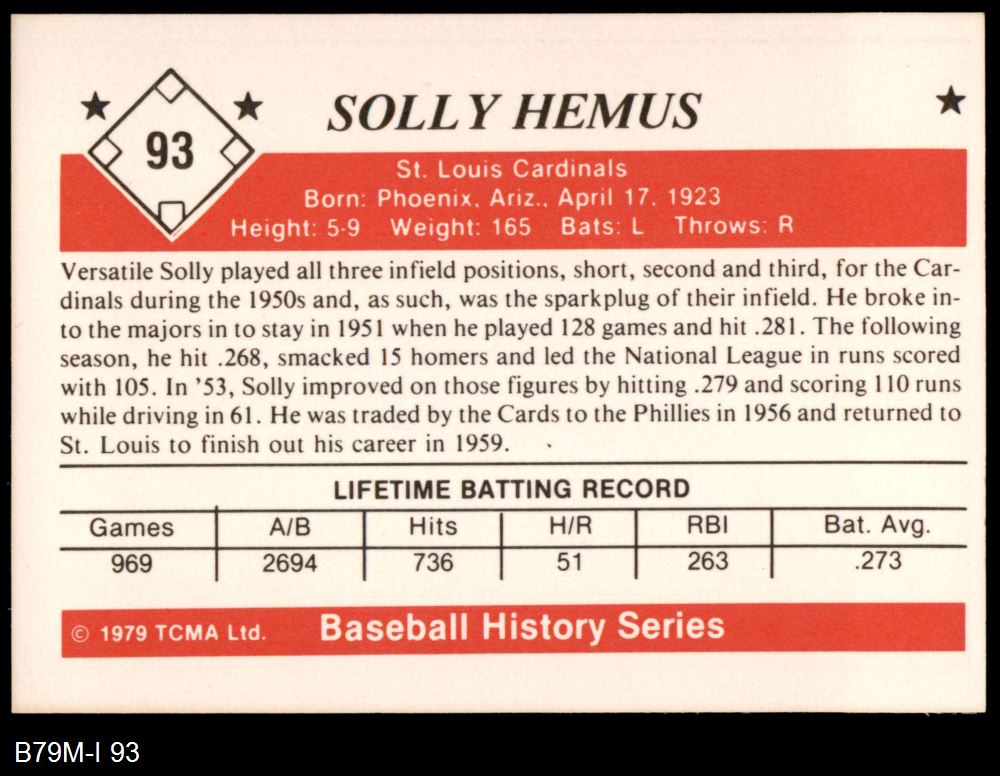 93
SOLLY HEMUS
St. Louis Cardinals
Born: Phoenix, Ariz., April 17, 1923
Height: 5-9 Weight: 165 Bats: L Throws: R
Versatile Solly played all three infield positions, short, second and third, for the Car-
dinals during the 1950s and, as such, was the sparkplug of their infield. He broke in-
to the majors in to stay in 1951 when he played 128 games and hit .281. The following
season, he hit .268, smacked 15 homers and led the National League in runs scored
with 105. In ’53, Solly improved on those figures by hitting .279 and scoring 110 runs
while driving in 61. He was traded by the Cards to the Phillies in 1956 and returned to
St. Louis to finish out his career in 1959.
LIFETIME BATTING RECORD
Games A/B Hits H/R RBI Bat. Avg.
969 2694 736 51 263 .273
© 1979 TCMA Ltd. Baseball History Series
B79M-I 93